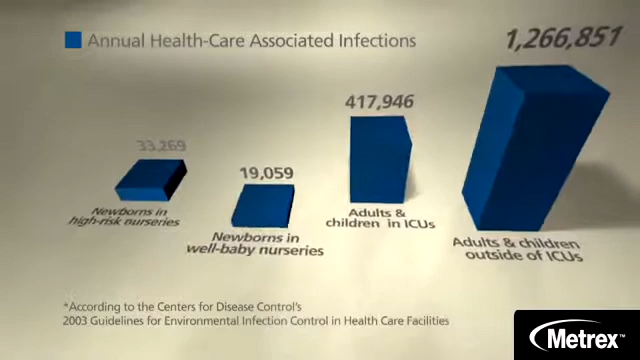 Annual Health-Care Associated Infections
1,266,851
417,946
33,269
19,059
Newborns in
high-risk nurseries
Newborns in
well-baby nurseries
Adults &
children in ICUs
Adults & children
outside of ICUs
*According to the Centers for Disease Control's
2003 Guidelines for Environmental Infection Control in Health Care Facilities
Metrex™